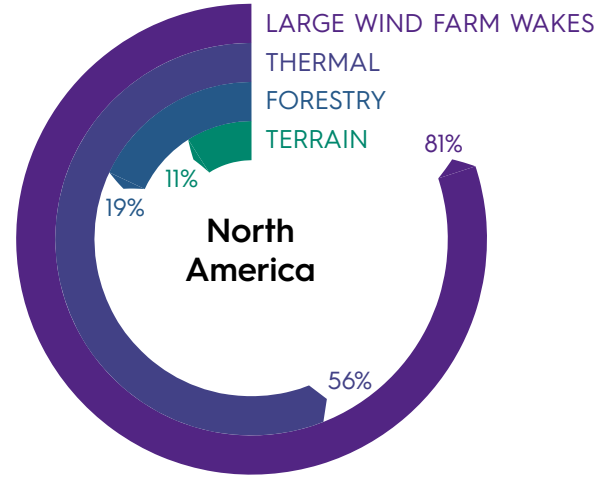 LARGE WIND FARM WAKES
THERMAL
FORESTRY
TERRAIN
81%
11%
19%
North
America
56%